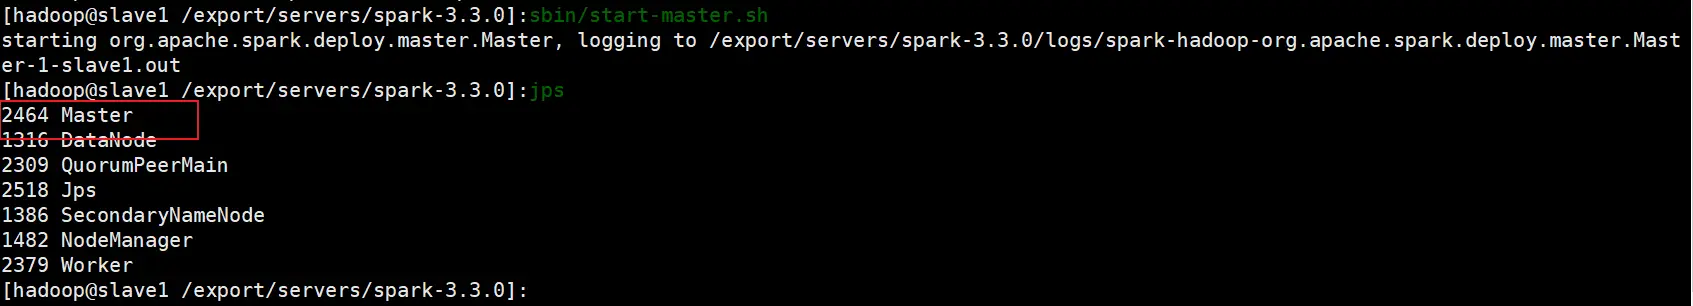 [hadoop@slave1 /export/servers/spark-3.3.0]:sbin/start-master.sh
starting org.apache.spark.deploy.master.Master, logging to /export/servers/spark-3.3.0/logs/spark-hadoop-org.apache.spark.deploy.master.Mast
er-1-slave1.out
[hadoop@slave1 /export/servers/spark-3.3.0]:jps
2464 Master
1316 DataNode
2309 QuorumPeerMain
2518 Jps
1386 SecondaryNameNode
1482 NodeManager
2379 Worker
[hadoop@slave1 /export/servers/spark-3.3.0]: